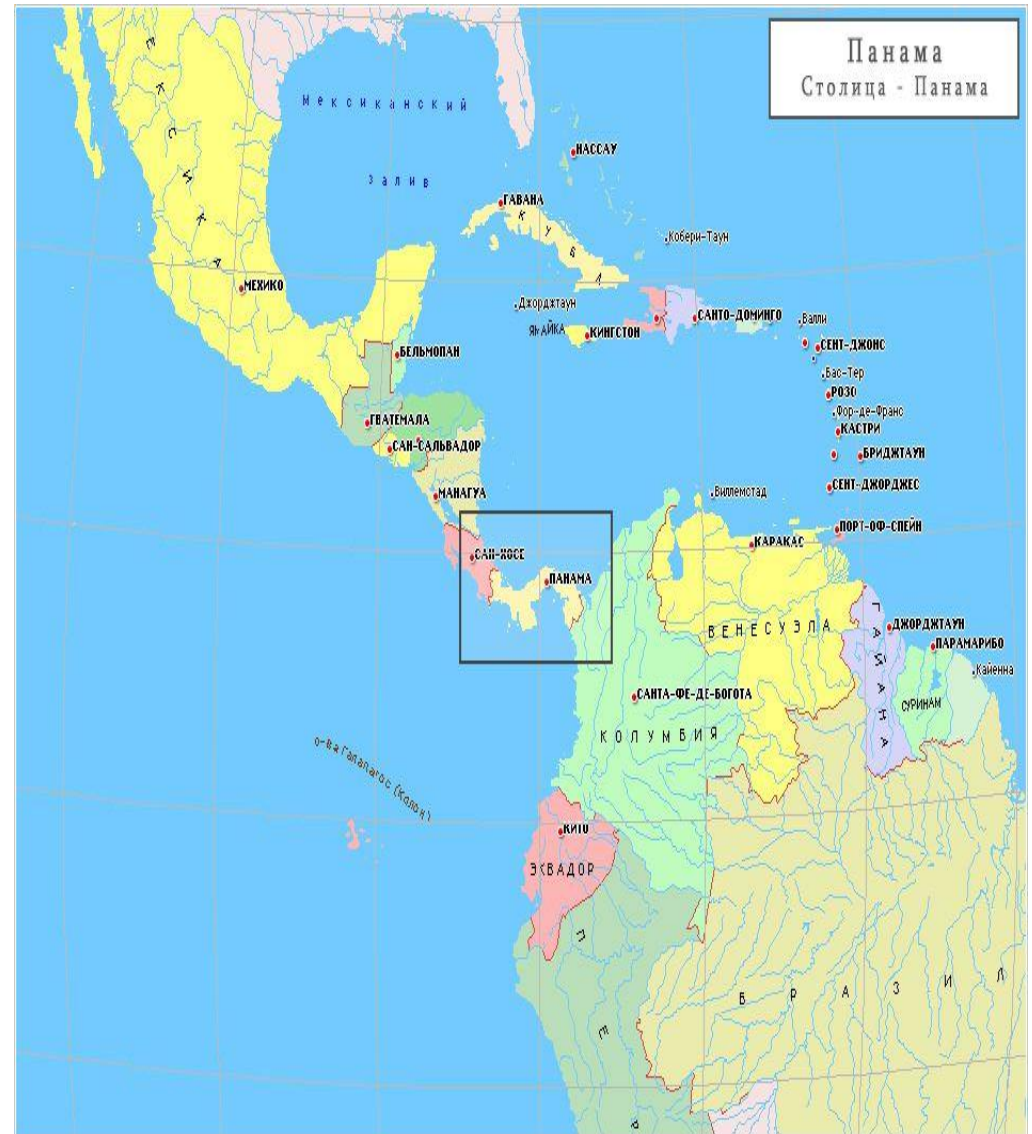 Панама
Столица - Панама
МЕКСИКА
Мексиканский
залив
НАССАУ
ГАВАНА
КУБА
Кобери-Таун
МЕХИКО
Джорджтаун
ЯМАЙКА
КИНГСТОН
САНТО-ДОМИНГО
Валли
СЕНТ-ДЖОНС
БЕЛЬМОПАН
Бас-Тер
РОЗО
Фор-де-Франс
КАСТРИ
ГВАТЕМАЛА
САН-САЛЬВАДОР
БРИДЖТАУН
МАНАГУА
Виллемстад
СЕНТ-ДЖОРДЖЕС
ПОРТ-ОФ-СПЕЙН
САН-ХОСЕ
КАРАКАС
ПАНАМА
ВЕНЕСУЭЛА
ГАЙАНА
ДЖОРДЖТАУН
ПАРАМАРИБО
Кайенна
САНТА-ФЕ-ДЕ-БОГОТА
СУРИНАМ
КОЛУМБИЯ
о-ва Галапагос (Колон)
КИТО
ЭКВАДОР
ПЕР
БРАЗИЛ